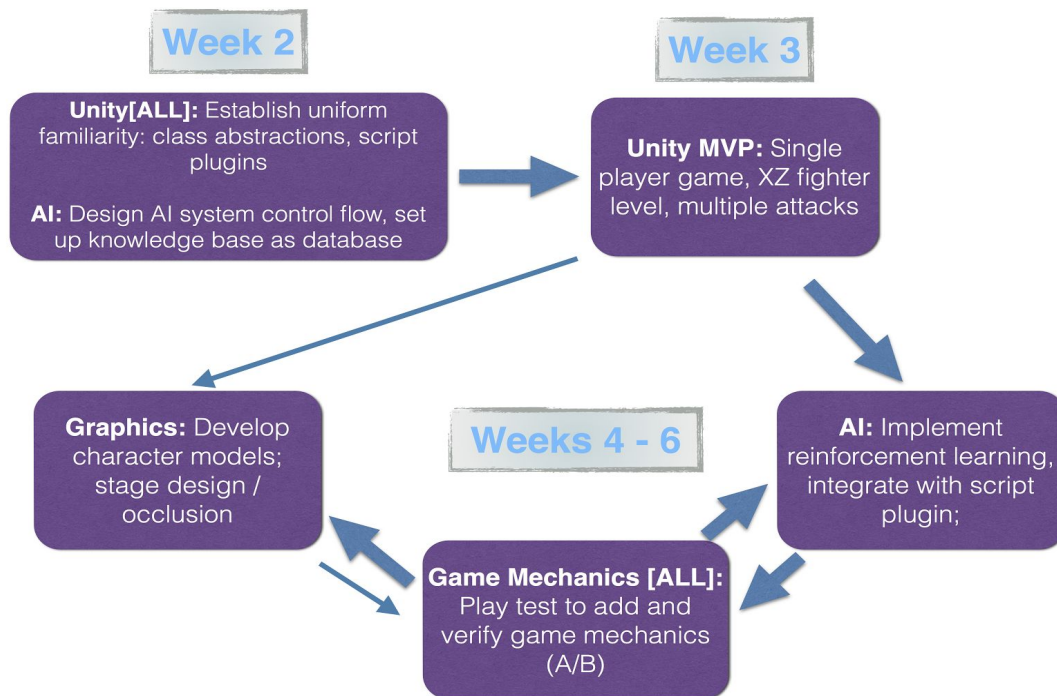 Week 2
Unity[ALL]: Establish uniform
familiarity: class abstractions, script
plugins
AI: Design AI system control flow, set
up knowledge base as database
Week 3
Unity MVP: Single
player game, XZ fighter
level, multiple attacks
Weeks 4 - 6
Graphics: Develop
character models;
stage design /
occlusion
AI: Implement
reinforcement learning,
integrate with script
plugin;
Game Mechanics [ALL]:
Play test to add and
verify game mechanics
(A/B)